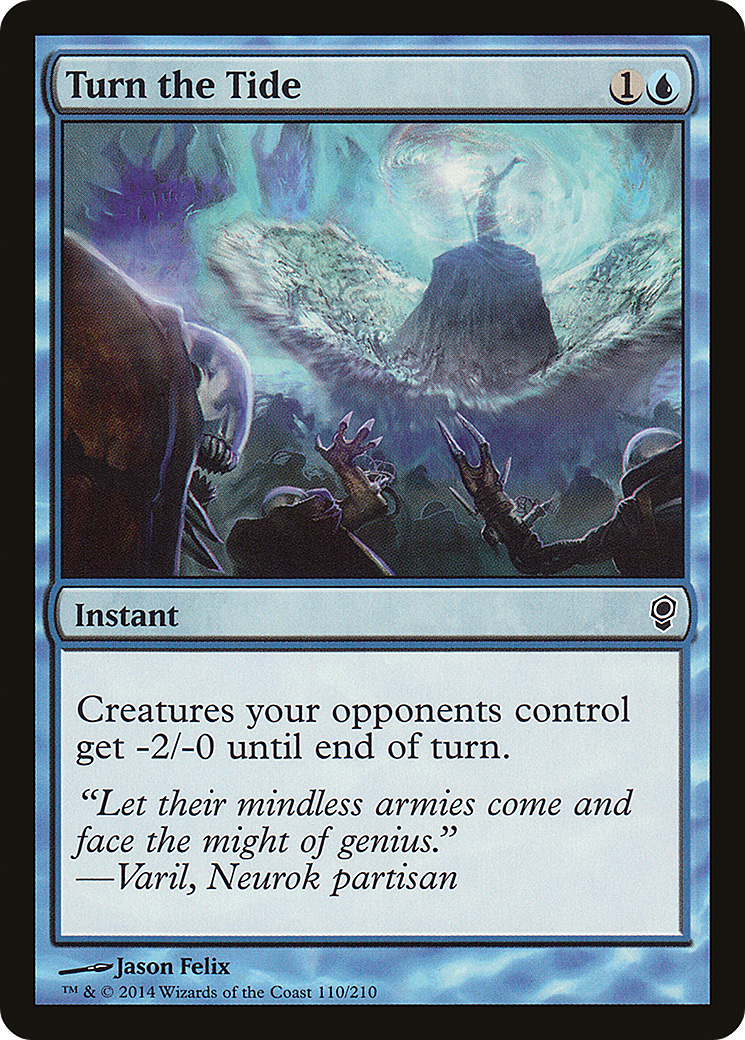 Turn the Tide
1
Instant
Creatures your opponents control
get -2/-0 until end of turn.
“Let their mindless armies come and
face the might of genius.”
—Varil, Neurok partisan
Jason Felix
™ & © 2014 Wizards of the Coast 110/210